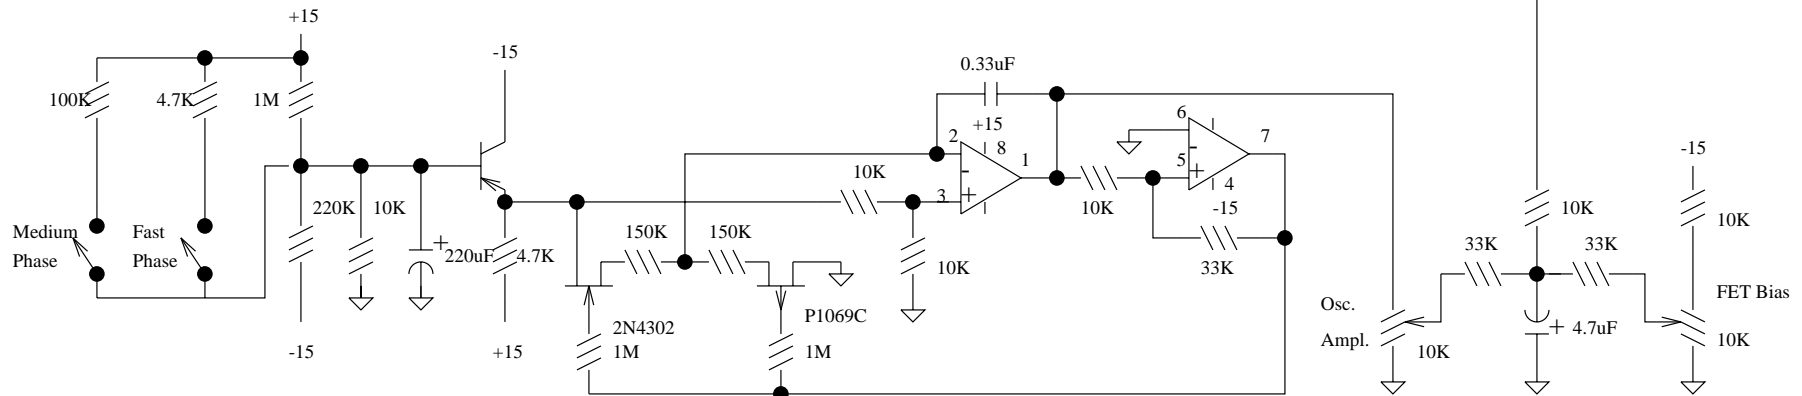 +15
-15
0.33uF
100K
4.7K
1M
+15
2
8
1
6
7
5
-
+
-
+
4
-15
-15
10K
3
10K
220K
10K
10K
10K
Medium
Phase
Fast
Phase
+
220uF
4.7K
150K
150K
33K
33K
33K
10K
FET Bias
Osc.
Ampl.
10K
+
4.7uF
10K
2N4302
1M
P1069C
1M
-15
+15